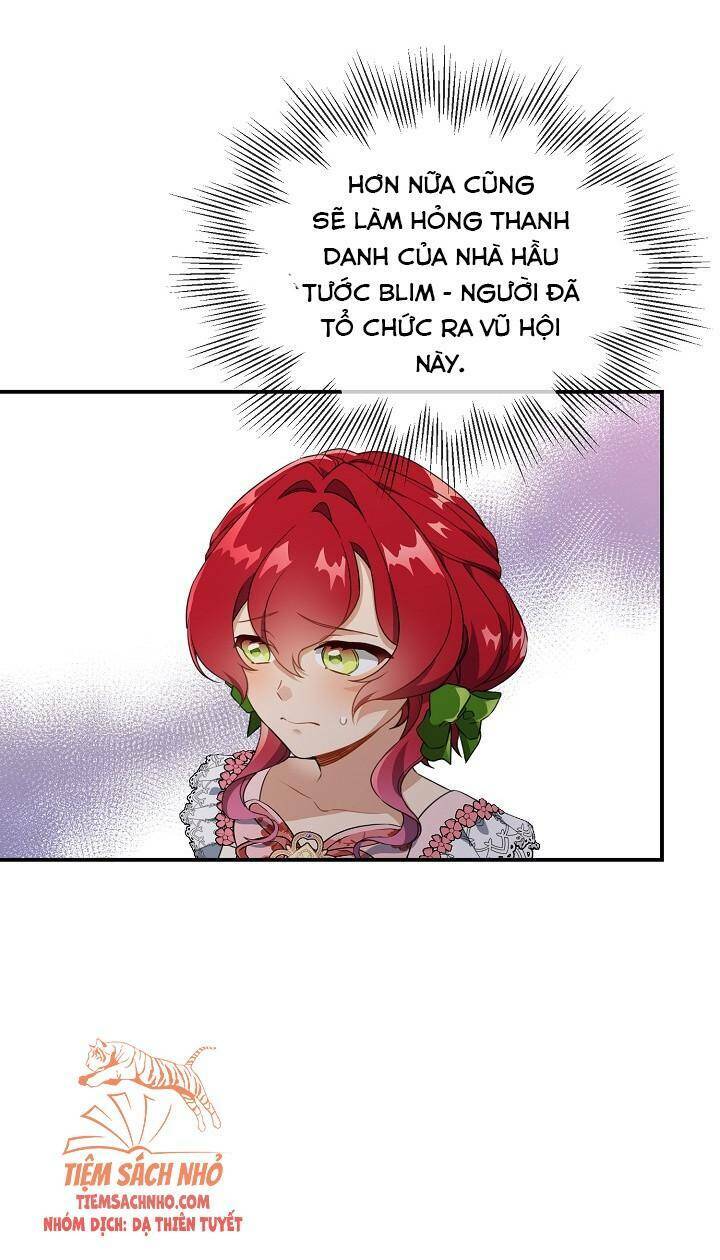 HƠN NỮA CŨNG
SẼ LÀM HỎNG THANH
DANH CỦA NHÀ HẦU
TƯỚC BLIM - NGƯỜI ĐÃ
TỔ CHỨC RA VŨ HỘI
NÀY.
TIỆM SÁCH NHỎ
TIEMSACHNHO.COM
NHÓM DỊCH: DẠ THIÊN TUYẾT